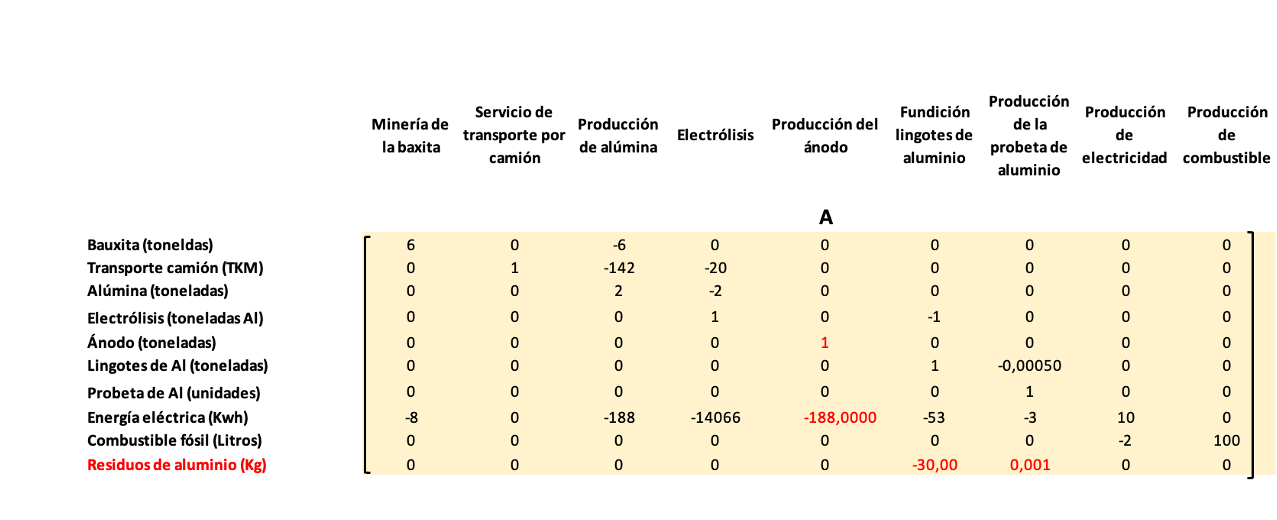 Minería de la baxita Servicio de transporte por camión Producción de alúmina Electrólisis Producción del ánodo Fundición lingotes de aluminio Producción de la probeta de aluminio Producción de electricidad Producción de combustible
A
Bauxita (toneldas) 6 0 -6 0 0 0 0 0 0
Transporte camión (TKM) 0 1 -142 -20 0 0 0 0 0
Alúmina (toneladas) 0 0 2 -2 0 0 0 0 0
Electrólisis (toneladas Al) 0 0 0 1 0 -1 0 0 0
Ánodo (toneladas) 0 0 0 0 1 0 0 0 0
Lingotes de Al (toneladas) 0 0 0 0 0 1 -0,00050 0 0
Probeta de Al (unidades) 0 0 0 0 0 0 1 0 0
Energía eléctrica (Kwh) -8 0 -188 -14066 -188,0000 -53 -3 10 0
Combustible fósil (Litros) 0 0 0 0 0 0 0 -2 100
Residuos de aluminio (Kg) 0 0 0 0 0 -30,00 0,001 0 0